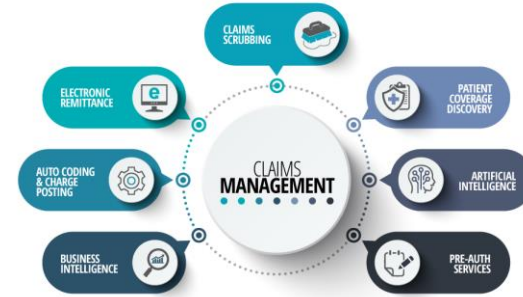 CLAIMS
SCRUBBING
ELECTRONIC
REMITTANCE
e
PATIENT
COVERAGE
DISCOVERY
AUTO CODING
& CHARGE
POSTING
CLAIMS
MANAGEMENT
ARTIFICIAL
INTELLIGENCE
BUSINESS
INTELLIGENCE
PRE-AUTH
SERVICES